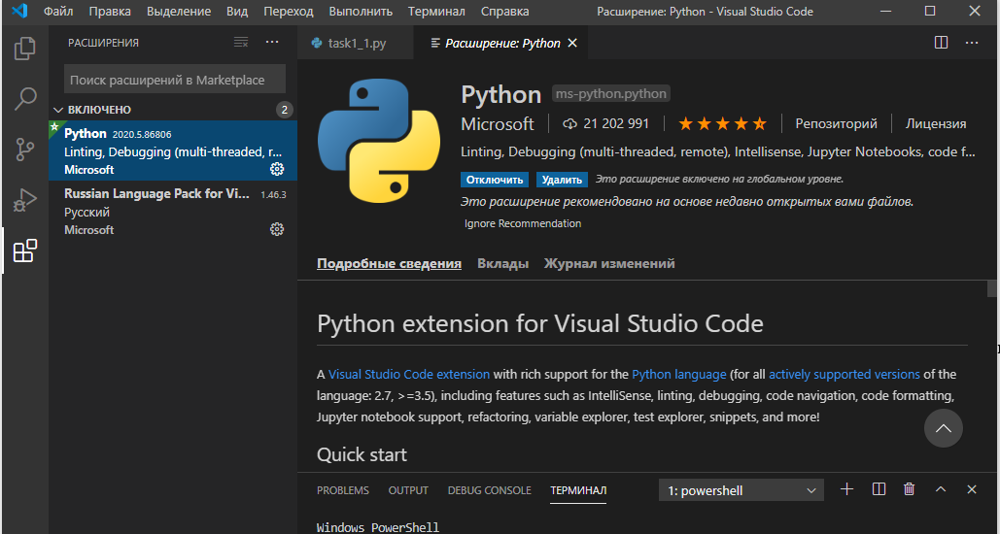 Файл Правка Выделение Вид Переход Выполнить Терминал Справка Расширение: Python - Visual Studio Code
РАСШИРЕНИЯ
task1_1.py
Расширение: Python
Поиск расширений в Marketplace
ВКЛЮЧЕНО 2
Python 2020.5.86806
Linting, Debugging (multi-threaded, r...
Microsoft
Russian Language Pack for Vi... 1.46.3
Русский
Microsoft
Python ms-python.python
Microsoft 21 202 991 Репозиторий Лицензия
Linting, Debugging (multi-threaded, remote), Intellisense, Jupyter Notebooks, code f...
Отключить Удалить Это расширение включено на глобальном уровне.
Это расширение рекомендовано на основе недавно открытых вами файлов.
Ignore Recommendation
Подробные сведения Вклады Журнал изменений
Python extension for Visual Studio Code
A Visual Studio Code extension with rich support for the Python language (for all actively supported versions of the
language: 2.7, >=3.5), including features such as IntelliSense, linting, debugging, code navigation, code formatting,
Jupyter notebook support, refactoring, variable explorer, test explorer, snippets, and more!
Quick start
PROBLEMS OUTPUT DEBUG CONSOLE ТЕРМИНАЛ 1: powershell
Windows PowerShell